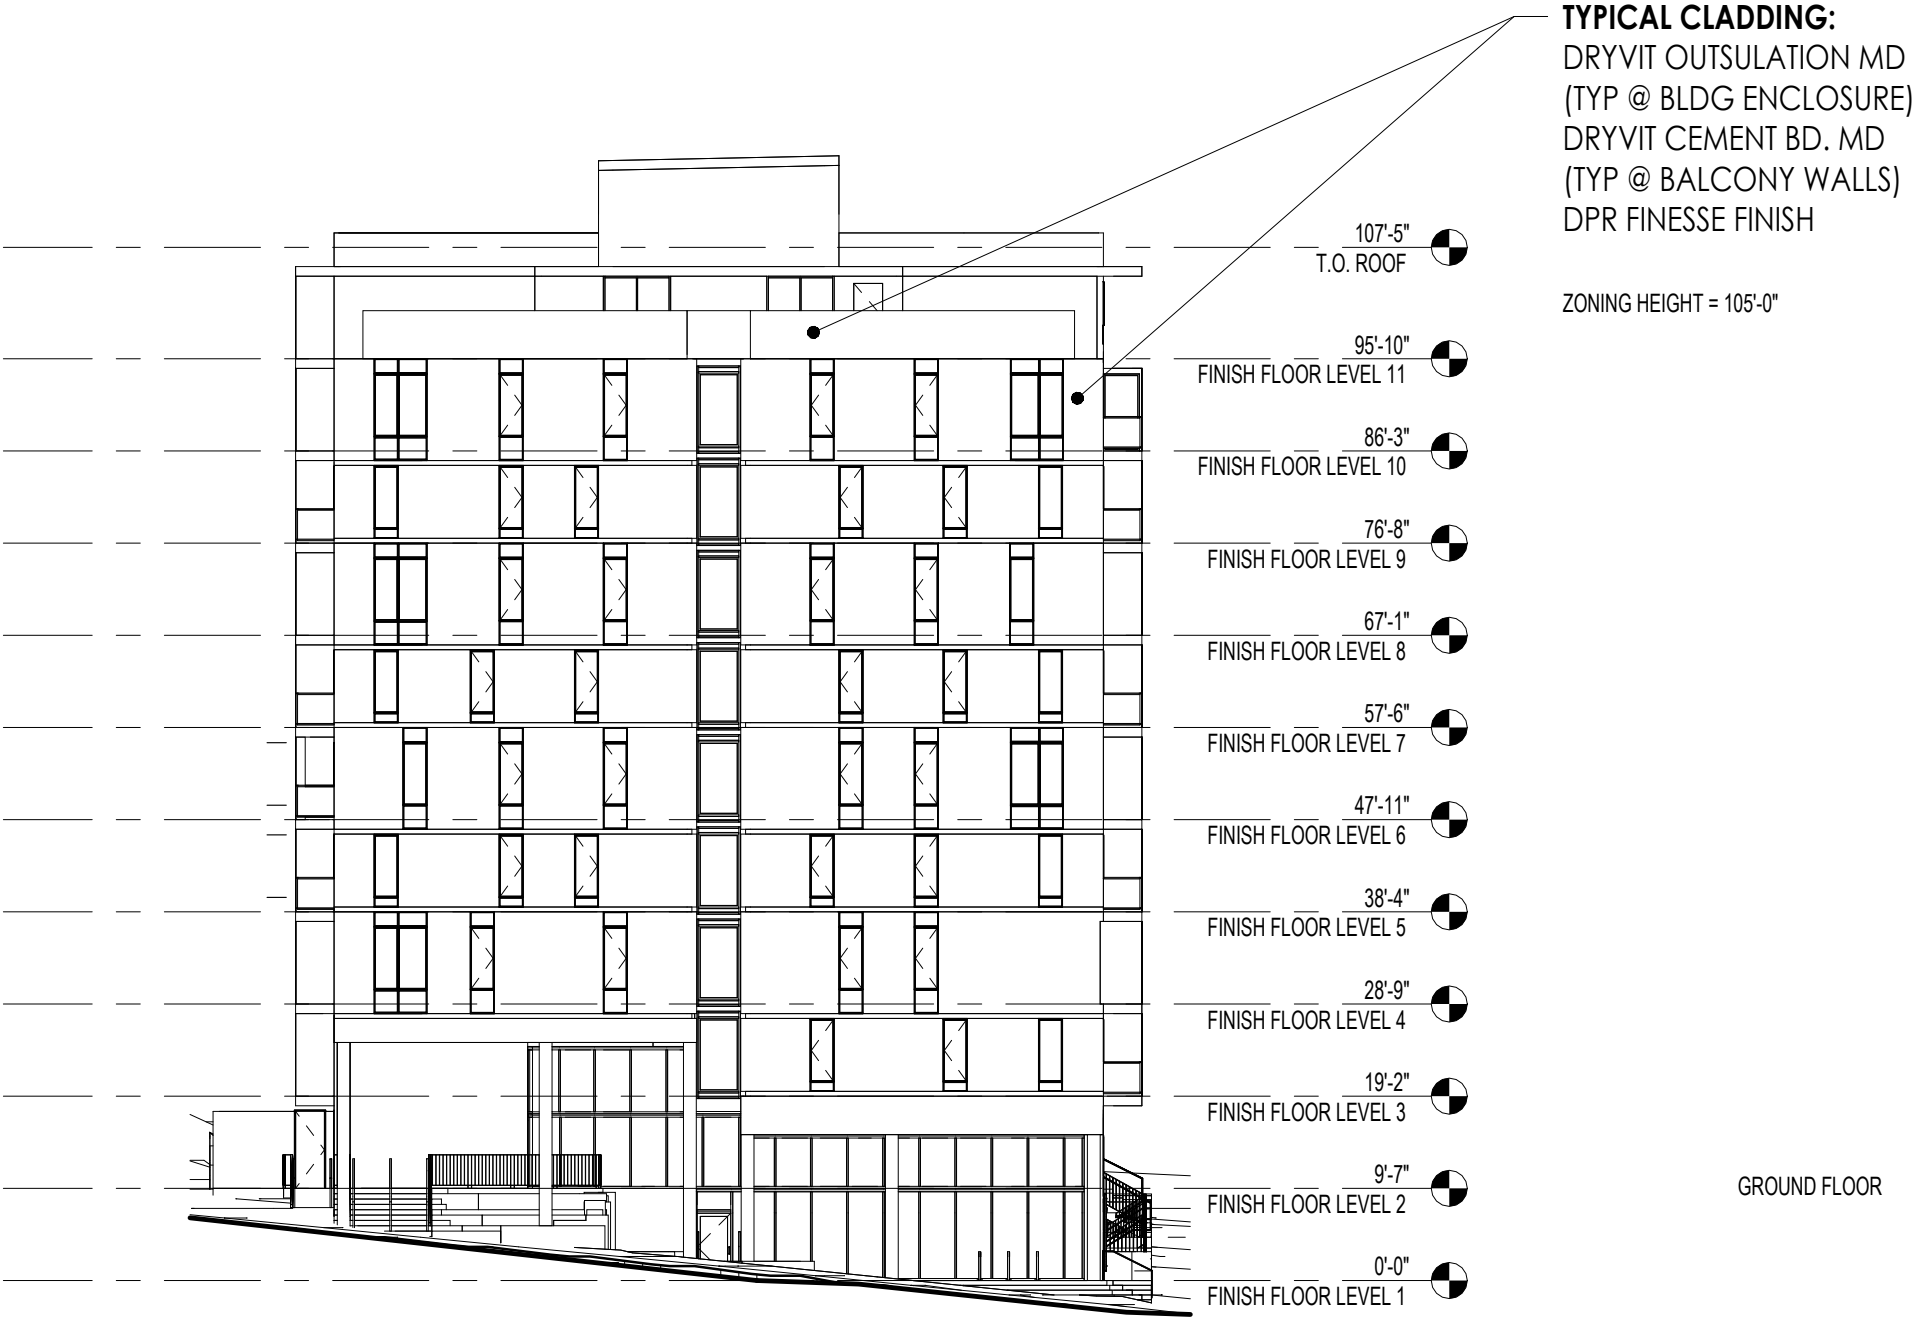 TYPICAL CLADDING:
DRYVIT OUTSULATION MD
(TYP @ BLDG ENCLOSURE)
DRYVIT CEMENT BD. MD
(TYP @ BALCONY WALLS)
DPR FINESSE FINISH
107'-5"
T.O. ROOF
ZONING HEIGHT = 105'-0"
95'-10"
FINISH FLOOR LEVEL 11
86'-3"
FINISH FLOOR LEVEL 10
76'-8"
FINISH FLOOR LEVEL 9
67'-1"
FINISH FLOOR LEVEL 8
57'-6"
FINISH FLOOR LEVEL 7
47'-11"
FINISH FLOOR LEVEL 6
38'-4"
FINISH FLOOR LEVEL 5
28'-9"
FINISH FLOOR LEVEL 4
19'-2"
FINISH FLOOR LEVEL 3
9'-7"
FINISH FLOOR LEVEL 2
GROUND FLOOR
0'-0"
FINISH FLOOR LEVEL 1